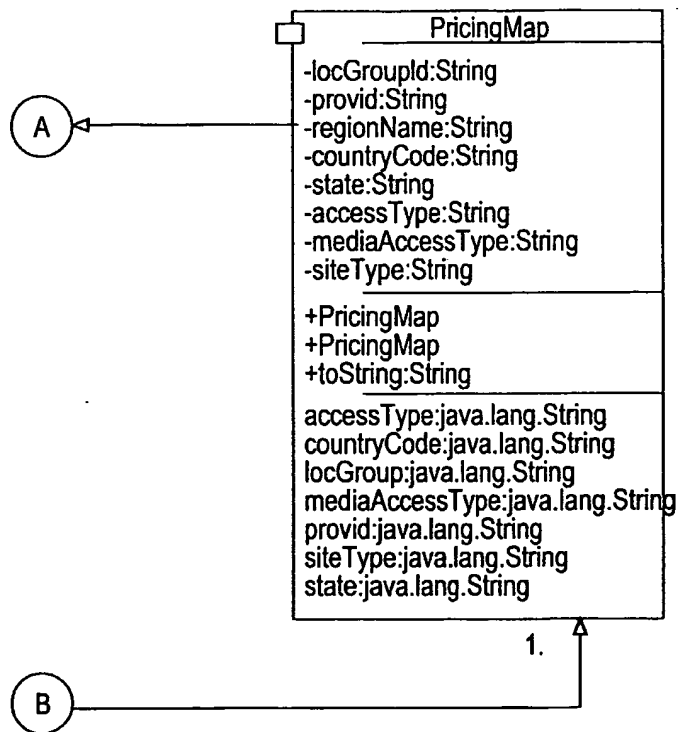 PricingMap
-locGroupId:String
-provid:String
A
-regionName:String
-countryCode:String
-state:String
-accessType:String
-mediaAccessType:String
-siteType:String
+PricingMap
+PricingMap
+toString:String
accessType:java.lang.String
countryCode:java.lang.String
locGroup:java.lang.String
mediaAccessType:java.lang.String
provid:java.lang.String
siteType:java.lang.String
state:java.lang.String
1.
B